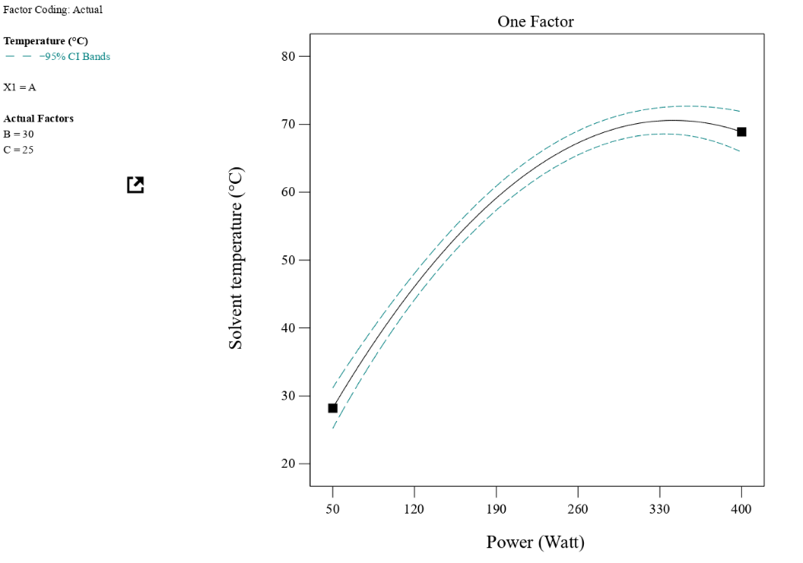 Factor Coding: Actual
Temperature (°C)
95% CI Bands
X1 = A
Actual Factors
B = 30
C = 25
One Factor
Solvent temperature (°C)
80
70
60
50
40
30
20
50 120 190 260 330 400
Power (Watt)